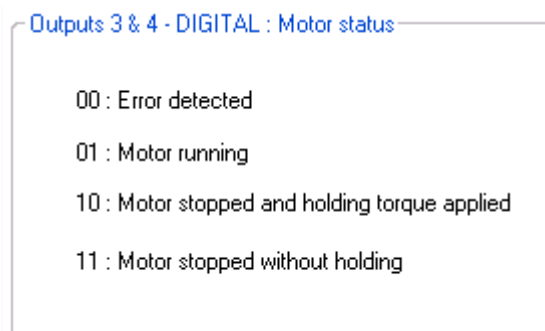 Outputs 3 & 4 - DIGITAL : Motor status
00 : Error detected
01 : Motor running
10 : Motor stopped and holding torque applied
11 : Motor stopped without holding